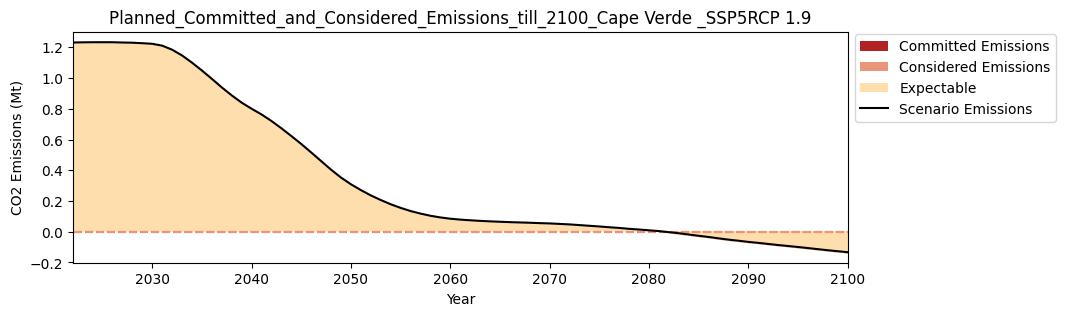 Planned_Committed_and_Considered_Emissions_till_2100_Cape Verde _SSP5RCP 1.9
Committed Emissions
Considered Emissions
Expectable
Scenario Emissions
CO2 Emissions (Mt)
1.2
1.0
0.8
0.6
0.4
0.2
0.0
−0.2
2030
2040
2050
2060
2070
2080
2090
2100
Year